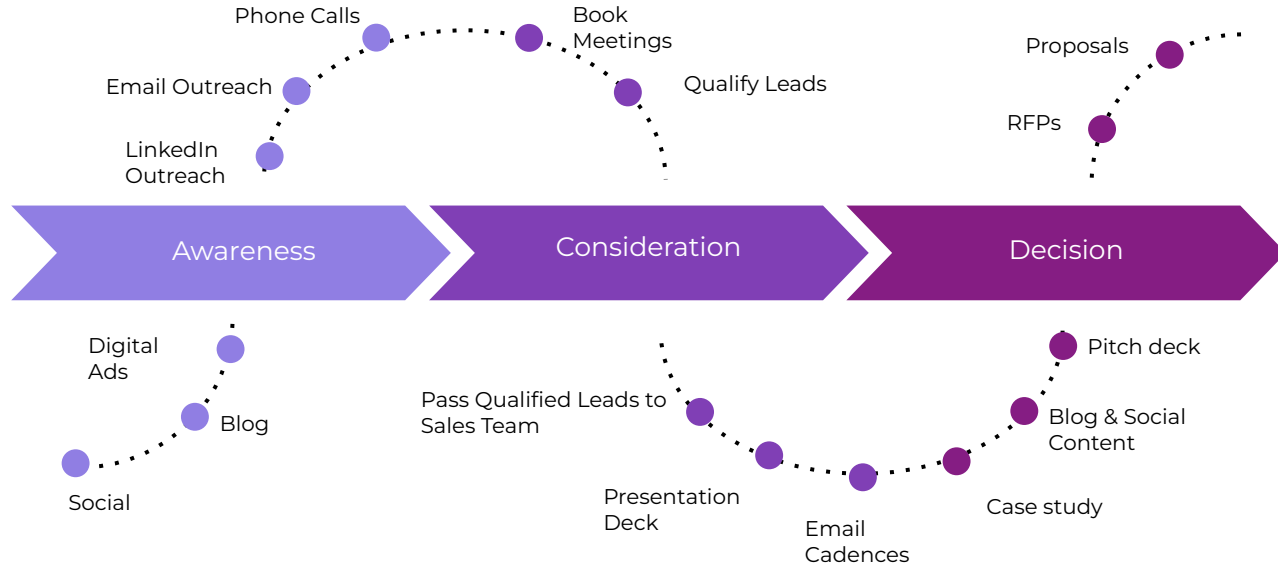 Phone Calls
Book
Meetings
Proposals
Email Outreach
Qualify Leads
RFPs
LinkedIn
Outreach
Awareness
Consideration
Decision
Digital
Ads
Blog
Social
Pass Qualified Leads to
Sales Team
Presentation
Deck
Email
Cadences
Case study
Blog & Social
Content
Pitch deck